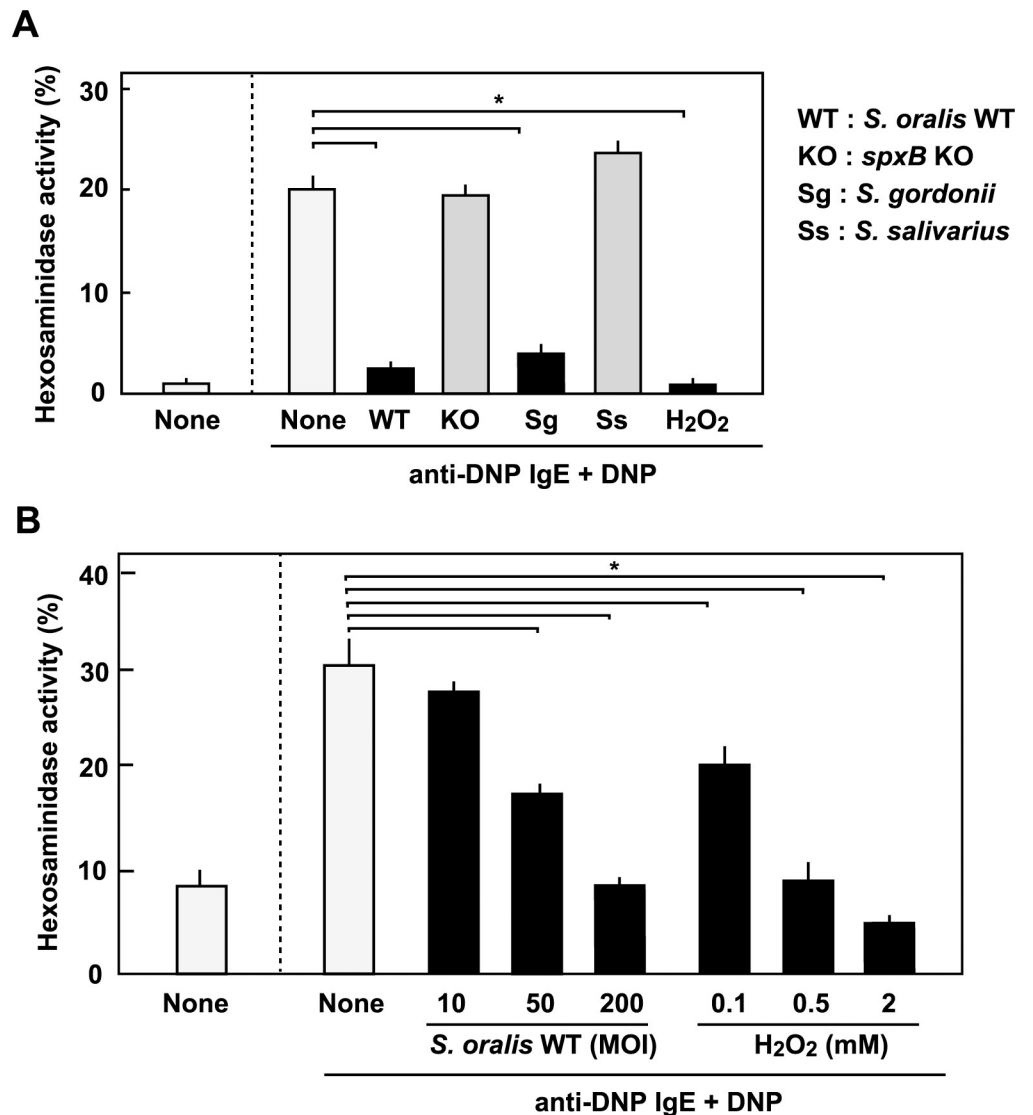 A
Hexosaminidase activity (%)
30
20
10
0
*
WT : S. oralis WT
KO : spxB KO
Sg : S. gordonii
Ss : S. salivarius
None None WT KO Sg Ss H₂O₂
anti-DNP IgE + DNP
B
Hexosaminidase activity (%)
40
30
20
10
0
*
None None 10 50 200 0.1 0.5 2
S. oralis WT (MOI) H₂O₂ (mM)
anti-DNP IgE + DNP